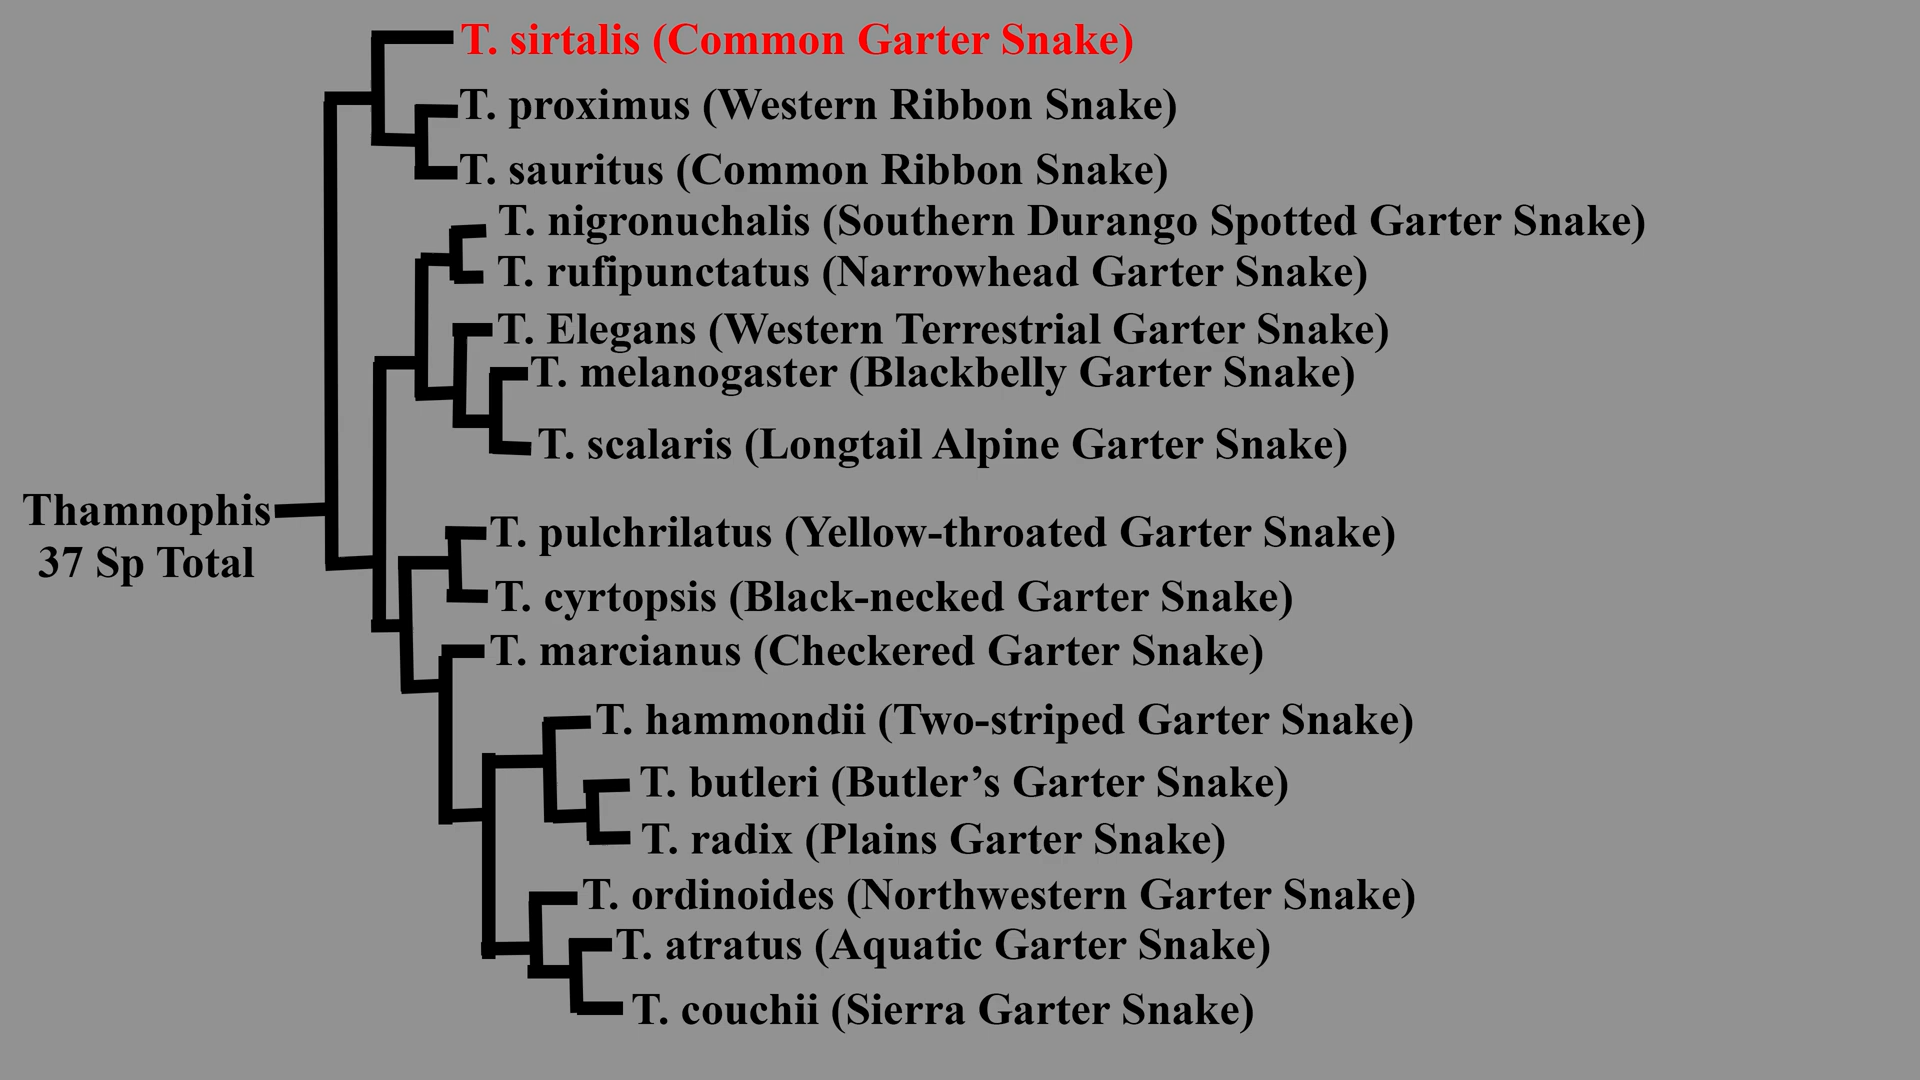 T. sirtalis (Common Garter Snake)
T. proximus (Western Ribbon Snake)
T. sauritus (Common Ribbon Snake)
T. nigronuchalis (Southern Durango Spotted Garter Snake)
T. rufipunctatus (Narrowhead Garter Snake)
T. Elegans (Western Terrestrial Garter Snake)
T. melanogaster (Blackbelly Garter Snake)
T. scalaris (Longtail Alpine Garter Snake)
Thamnophis
37 Sp Total
T. pulchrilatus (Yellow-throated Garter Snake)
T. cyrtopsis (Black-necked Garter Snake)
T. marcianus (Checkered Garter Snake)
T. hammondii (Two-striped Garter Snake)
T. butleri (Butler’s Garter Snake)
T. radix (Plains Garter Snake)
T. ordinoides (Northwestern Garter Snake)
T. atratus (Aquatic Garter Snake)
T. couchii (Sierra Garter Snake)